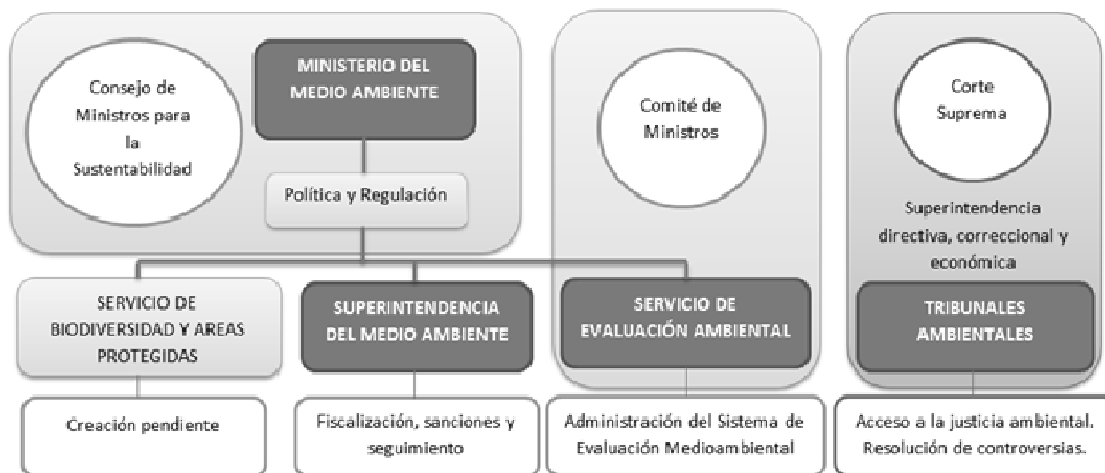 Consejo de
Ministros para
la
Sustentabilidad
MINISTERIO DEL
MEDIO AMBIENTE
Política y Regulación
Comité de
Ministros
Corte
Suprema
Superintendencia
directiva, correccional y
económica
SERVICIO DE
BIODIVERSIDAD Y AREAS
PROTEGIDAS
SUPERINTENDENCIA
DEL MEDIO AMBIENTE
SERVICIO DE
EVALUACIÓN AMBIENTAL
TRIBUNALES
AMBIENTALES
Creación pendiente
Fiscalización, sanciones y
seguimiento
Administración del Sistema de
Evaluación Medioambiental
Acceso a la justicia ambiental.
Resolución de controversias.